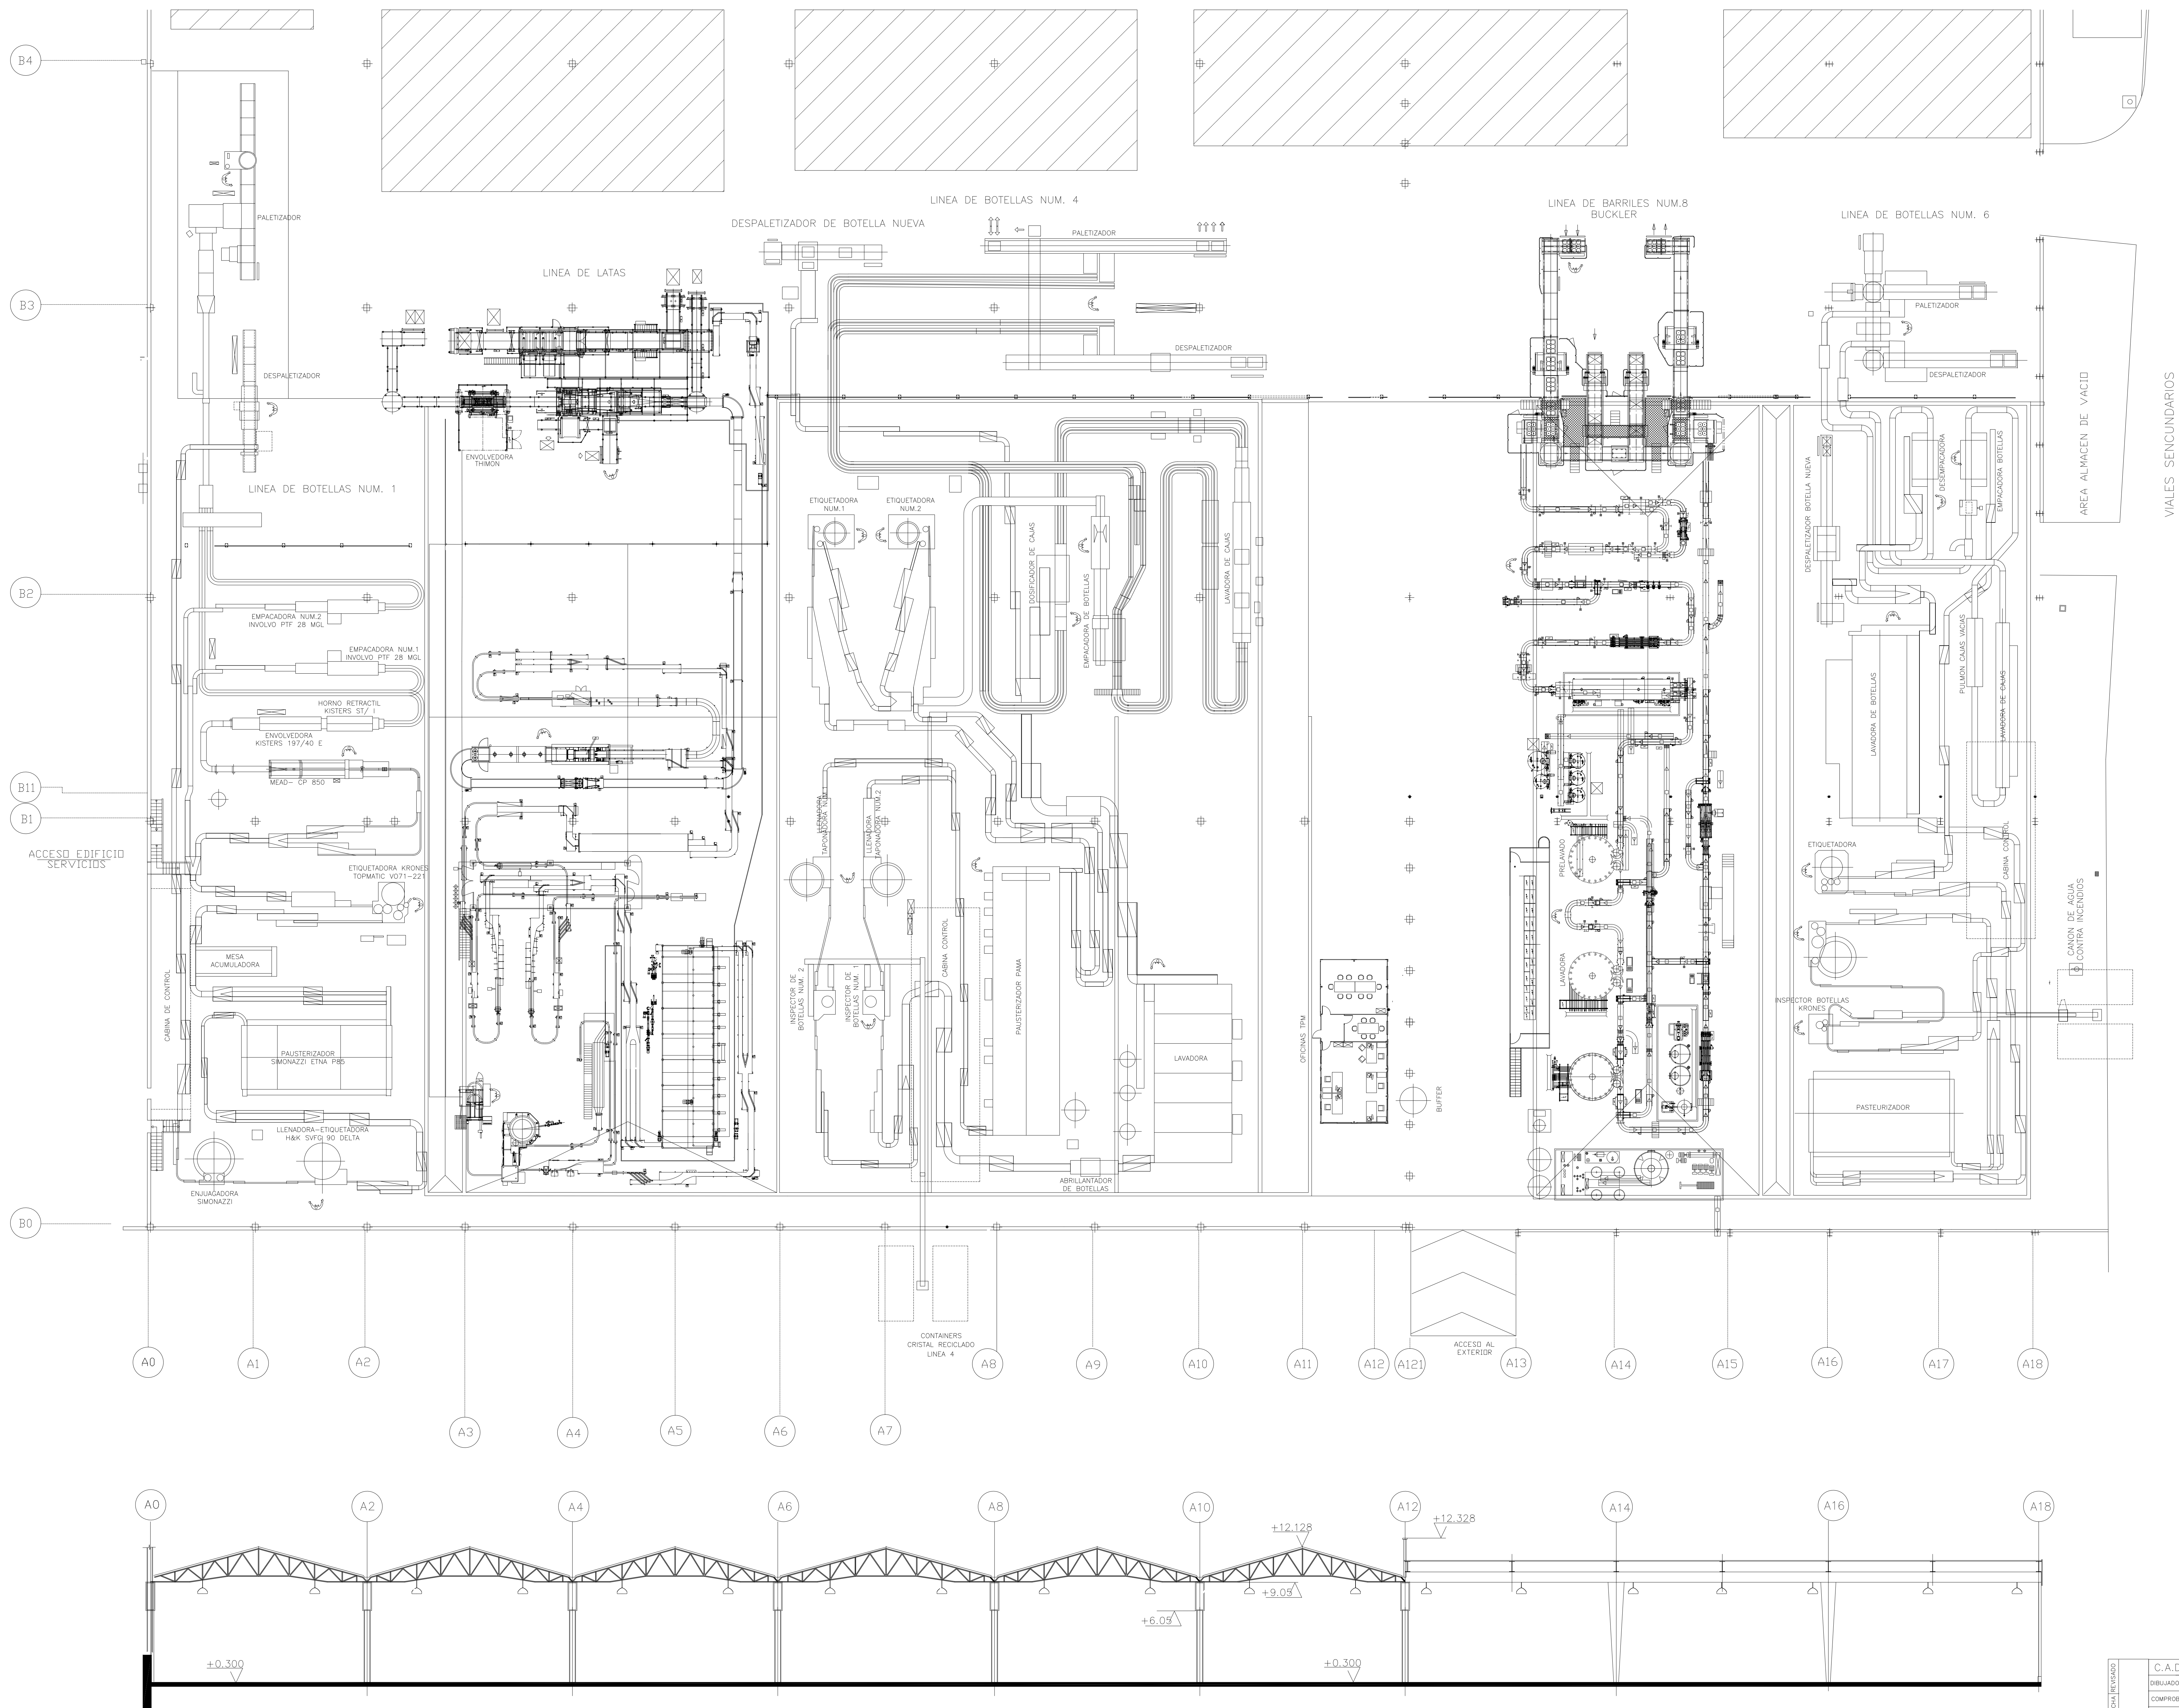 B4
LINEA DE BOTELLAS NUM. 4
DESPALETIZADOR DE BOTELLA NUEVA
LINEA DE BARRILES NUM.8
BUCKLER
LINEA DE BOTELLAS NUM. 6
PALETIZADOR
PALETIZADOR
LINEA DE LATAS
B3
PALETIZADOR
DESPALETIZADOR
DESPALETIZADOR
DESPALETIZADOR
AREA ALMACEN DE VACIO
VIALES SENCUNDARIOS
ENVOLVEDORA
THIMON
LINEA DE BOTELLAS NUM. 1
ETIQUETADORA
NUM.1
ETIQUETADORA
NUM.2
DOSIFICADOR DE CAJAS
EMPACADORA DE BOTELLAS
LAVADORA DE CAJAS
DESPALETIZADOR BOTELLA NUEVA
DESEMPACADORA
EMPACADORA BOTELLAS
B2
EMPACADORA NUM.2
INVOLVO PTF 28 MGL
EMPACADORA NUM.1
INVOLVO PTF 28 MGL
HORNO RETRACTIL
KISTERS ST/ I
ENVOLVEDORA
KISTERS 197/40 E
MEAD- CP 850
LAVADORA DE BOTELLAS
PULMON CAJAS VACIAS
LAVADORA DE CAJAS
B11
B1
ACCESO EDIFICIO
SERVICIOS
LLENADORA
TAPONADORA NUM.1
LLENADORA
TAPONADORA NUM.2
PRELAVADO
ETIQUETADORA
CABINA CONTROL
ETIQUETADORA KRONES
TOPMATIC V071-221
CANON DE AGUA
CONTRA INCENDIOS
MESA
ACUMULADORA
CABINA DE CONTROL
INSPECTOR DE
BOTELLAS NUM. 2
INSPECTOR DE
BOTELLAS NUM. 1
CABINA CONTROL
PAUSTERIZADOR PAMA
LAVADORA
LAVADORA
OFICINAS TPM
BUFFER
INSPECTOR BOTELLAS
KRONES
PAUSTERIZADOR
SIMONAZZI ETNA P85
PASTEURIZADOR
LLENADORA-ETIQUETADORA
H&K SVFG 90 DELTA
ENJUAGADORA
SIMONAZZI
ABRILLANTADOR
DE BOTELLAS
B0
CONTAINERS
CRISTAL RECICLADO
LINEA 4
ACCESO AL
EXTERIOR
A0
A1
A2
A8
A9
A10
A11
A12
A121
A13
A14
A15
A16
A17
A18
A3
A4
A5
A6
A7
A0
A2
A4
A6
A8
A10
A12
A14
A16
A18
+12.128
+12.328
+9.05
+6.05
+0.300
+0.300
REVISADO
C.A.D
DIBUJADO
COMPROB